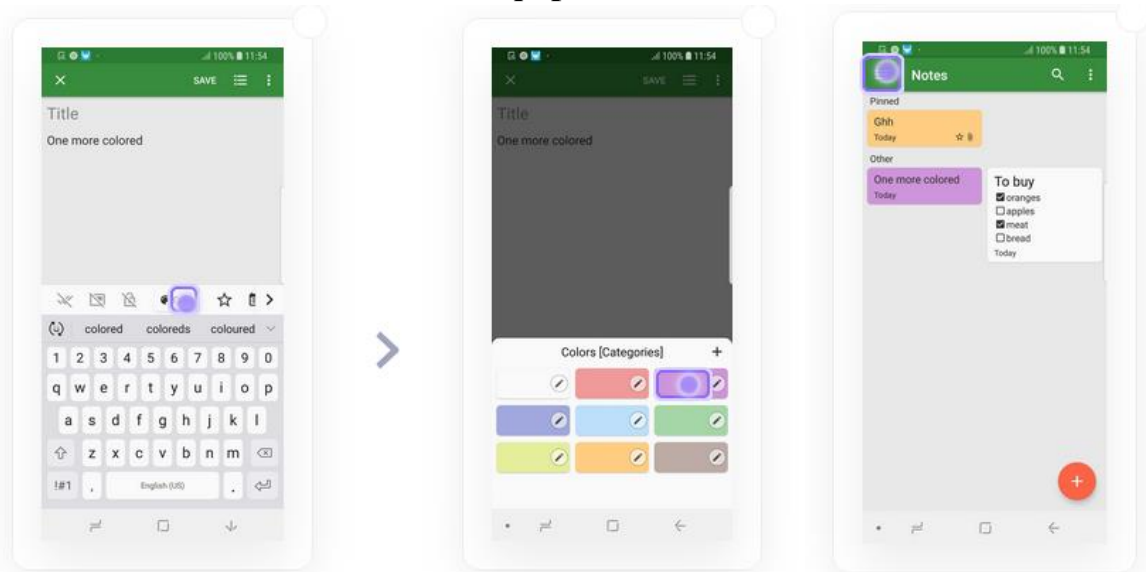 100% 11:54
SAVE
Title
One more colored
colored coloreds coloured
1 2 3 4 5 6 7 8 9 0
q w e r t y u i o p
a s d f g h j k l
z x c v b n m
!#1 , English (US) .
100% 11:54
SAVE
Title
One more colored
Colors [Categories] +
100% 11:54
Notes
Pinned
Ghh
Today
Other
One more colored
Today
To buy
oranges
apples
meat
bread
Today
+